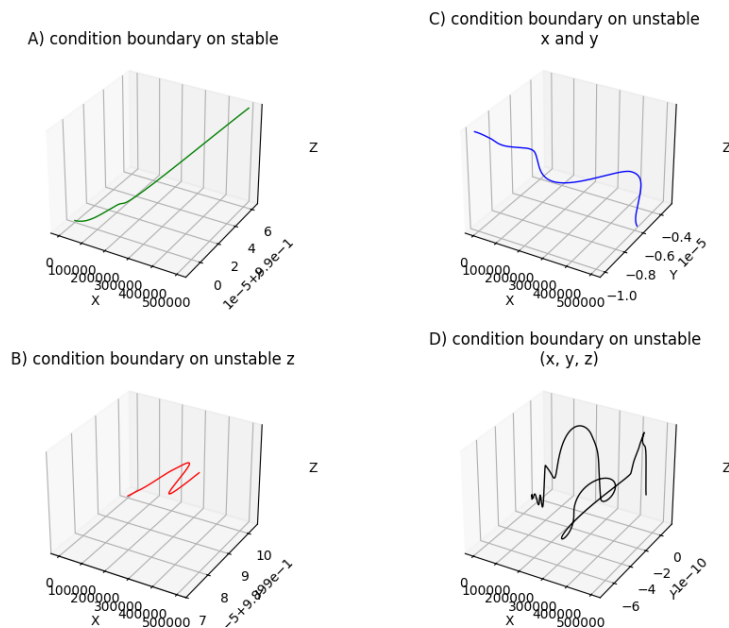 A) condition boundary on stable
Z
0
100000
200000
300000
400000
500000
X
0
2
4
6
C) condition boundary on unstable
x and y
Z
0
100000
200000
300000
400000
500000
X
−1.0
−0.8
−0.6
−0.4
Y
1e−5
B) condition boundary on unstable z
Z
0
100000
200000
300000
400000
500000
X
7
8
9
10
−5+9.899e−1
D) condition boundary on unstable
(x, y, z)
Z
0
100000
200000
300000
400000
500000
X
−6
−4
−2
0
1e−10